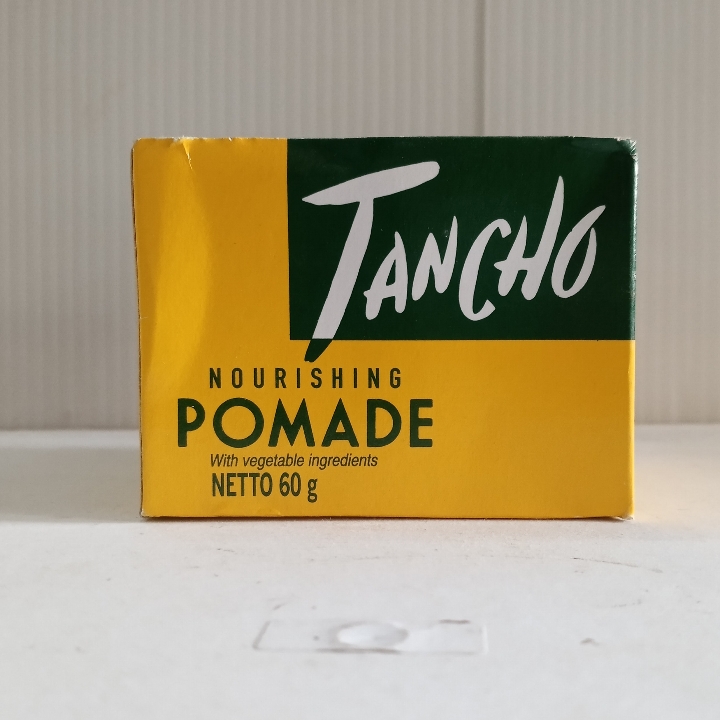 TANCHO
NOURISHING
POMADE
With vegetable ingredients
NETTO 60 g